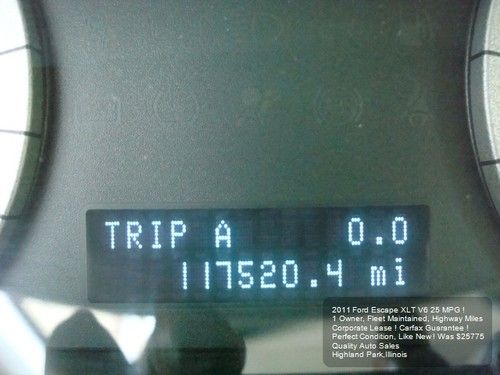 TRIP A 0.0
117520.4 mi
2011 Ford Escape XLT V6 25 MPG !
1 Owner, Fleet Maintained, Highway Miles
Corporate Lease ! Carfax Guarantee !
Perfect Condition, Like New! Was $25775
Quality Auto Sales
Highland Park,Illinois